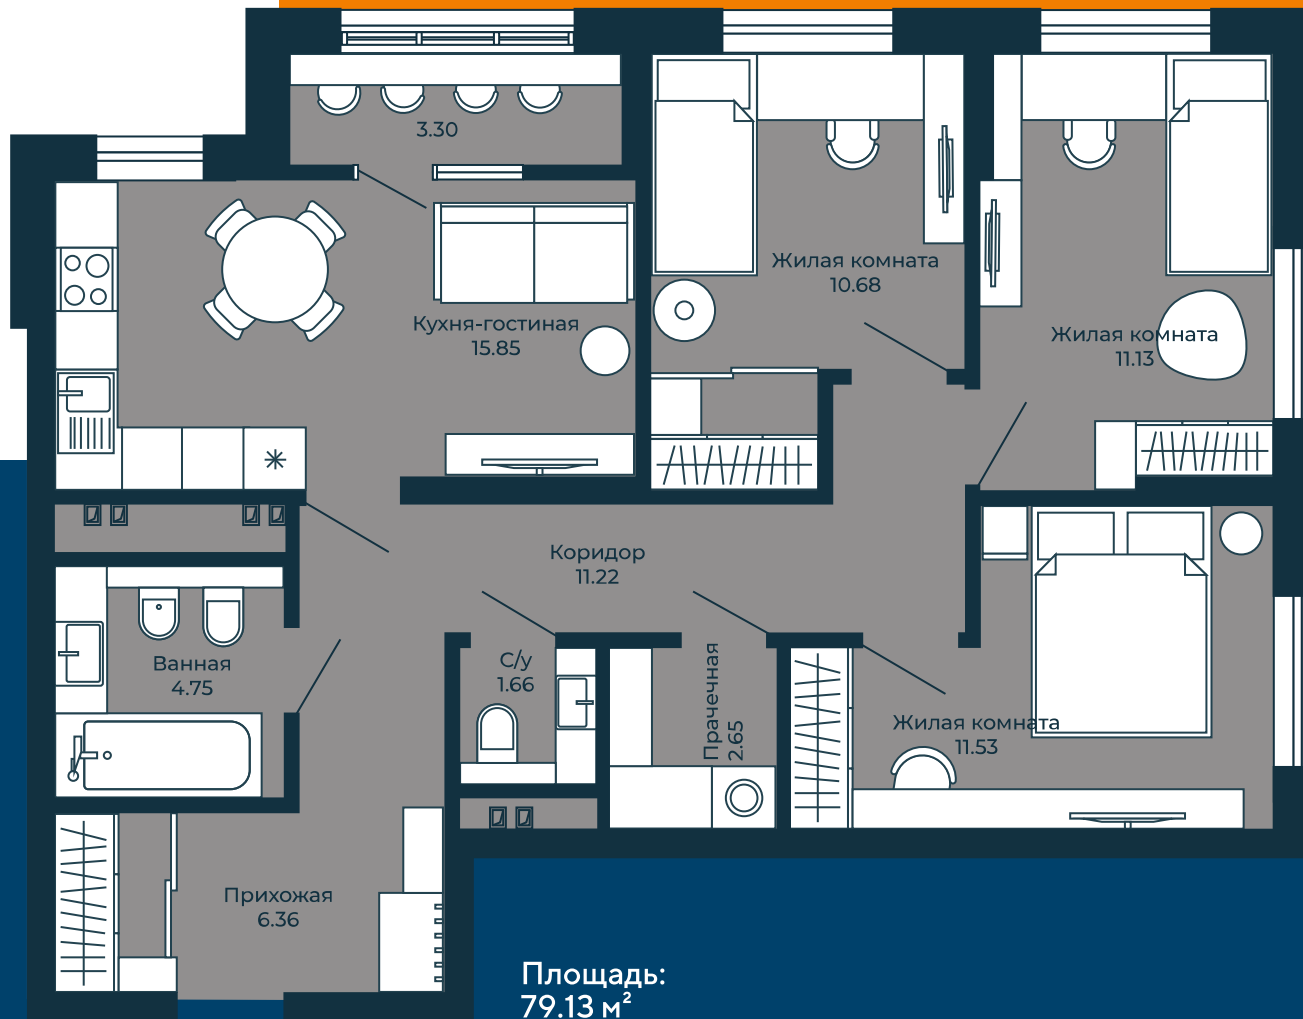 3.30
Жилая комната
10.68
Кухня-гостиная
15.85
Жилая комната
11.13
Коридор
11.22
Ванная
4.75
С/у
1.66
Прачечная
2.65
Жилая комната
11.53
Прихожая
6.36
Площадь:
79.13 м²